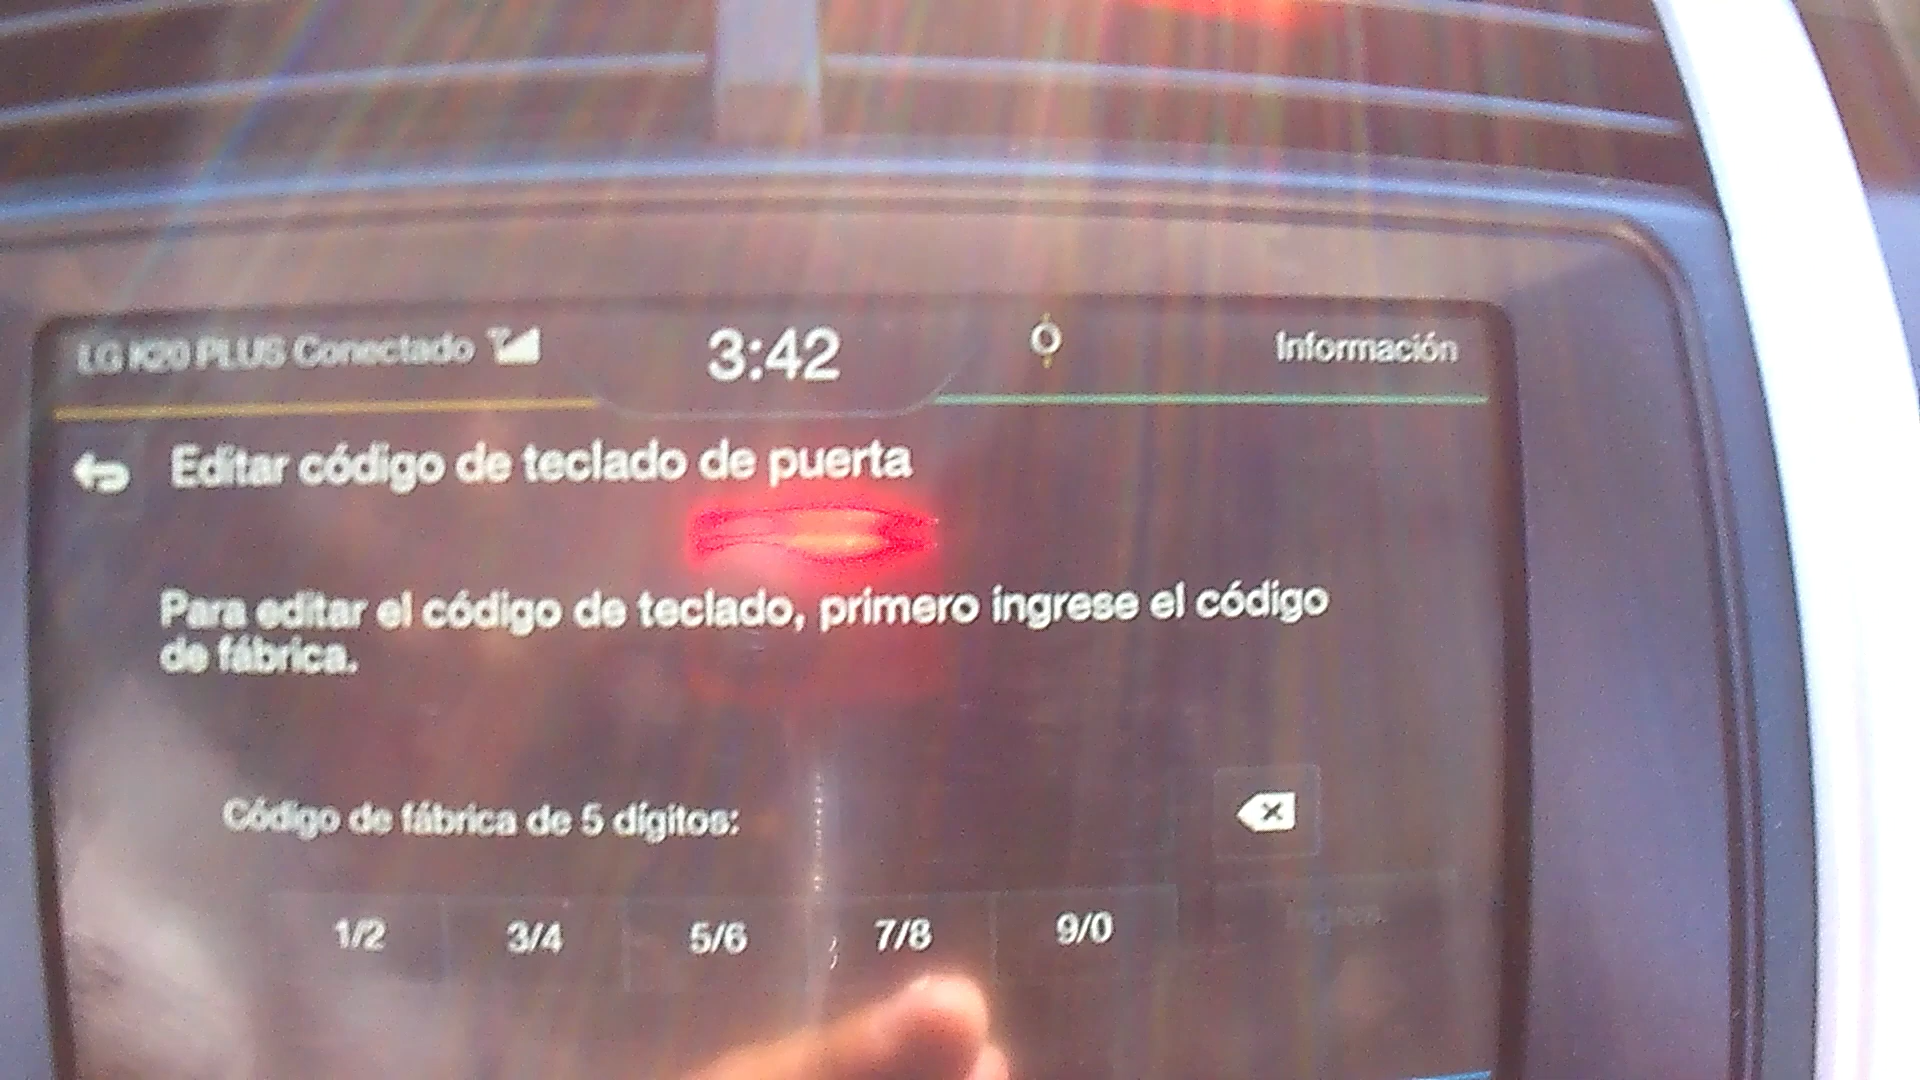 LG K20 PLUS Conectado
3:42
Información
Editar código de teclado de puerta
Para editar el código de teclado, primero ingrese el código
de fábrica.
Código de fábrica de 5 dígitos:
1/2 3/4 5/6 7/8 9/0